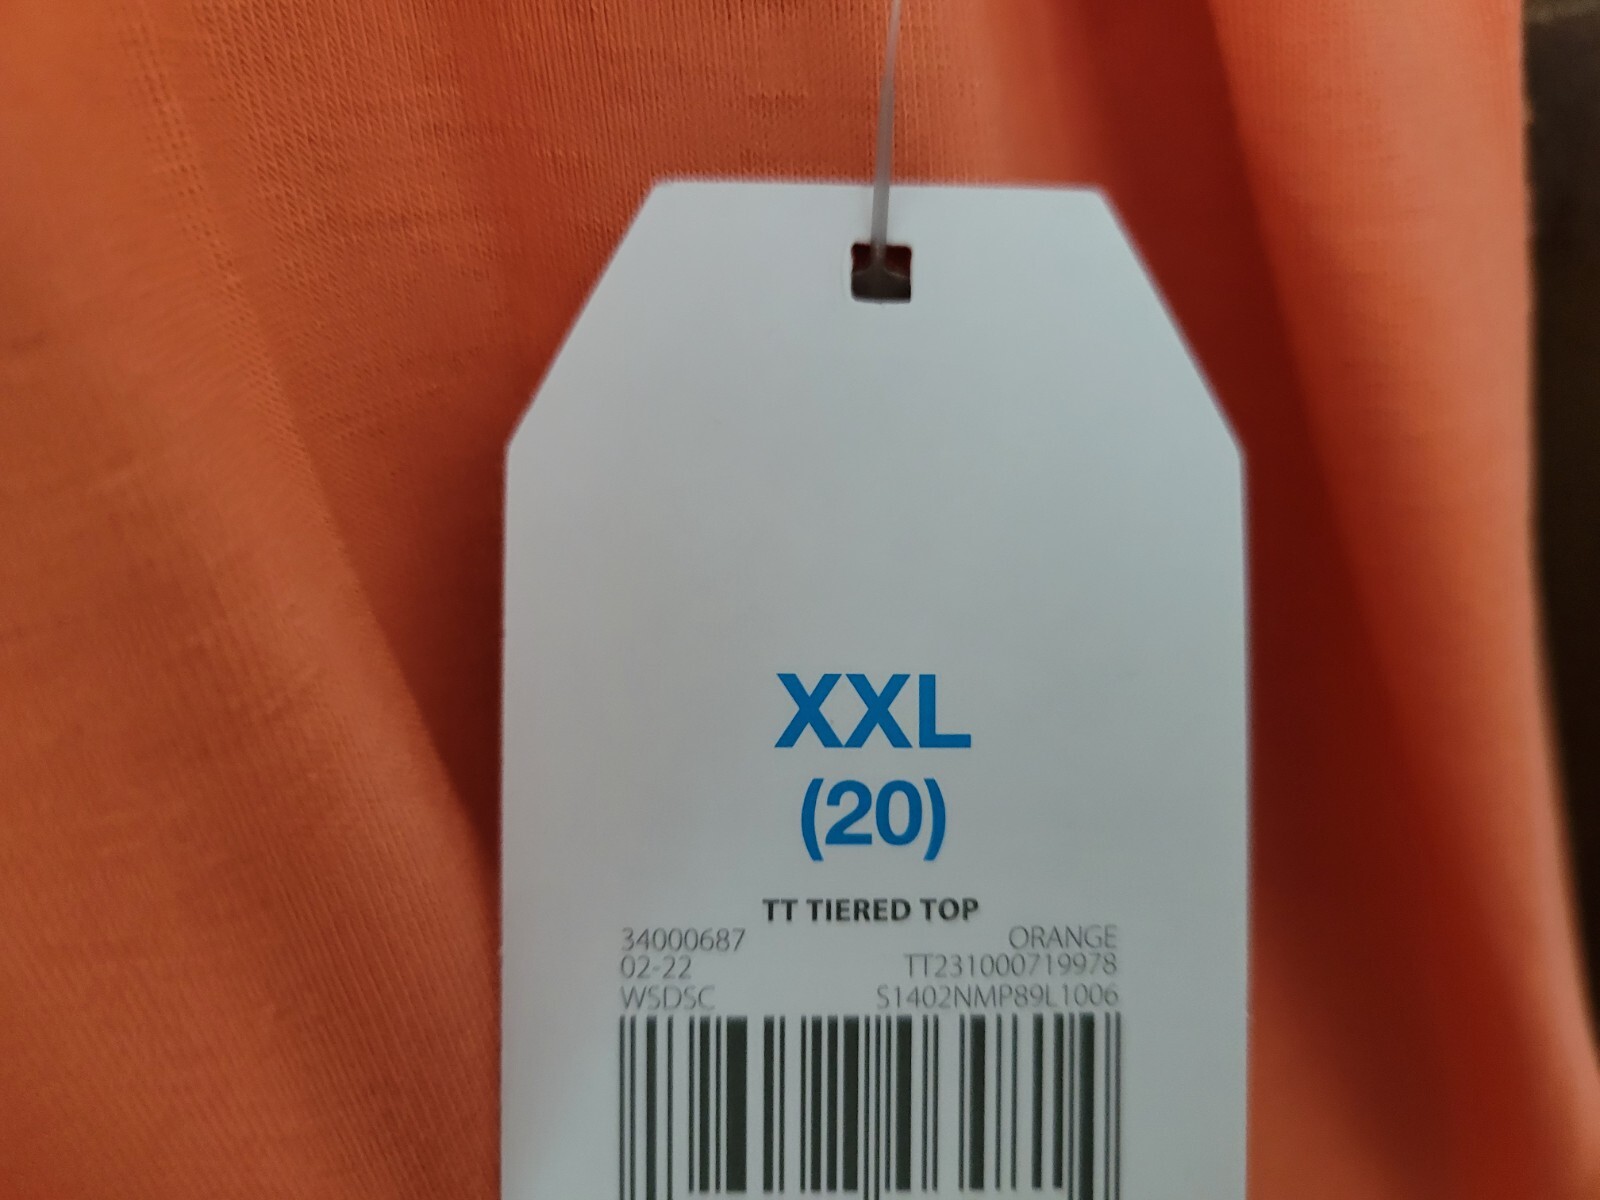 XXL
(20)
TT TIERED TOP
34000687 ORANGE
02-22 TT231000719978
WSDSC S1402NMP89L1006